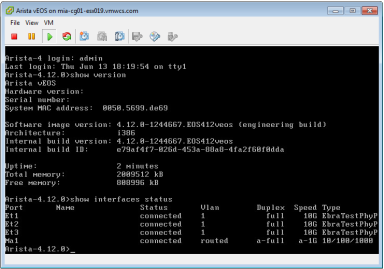 Arista vEOS on mia-cg01-esx019.vmwcs.com
File View VM
Arista-4 login: admin
Last login: Thu Jun 13 18:19:54 on tty1
Arista-4.12.0>show version
Arista vEOS
Hardware version:
Serial number:
System MAC address: 0050.5699.de69
Software image version: 4.12.0-1244667.EOS412veos (engineering build)
Architecture: i386
Internal build version: 4.12.0-1244667.EOS412veos
Internal build ID: e79af4f7-026d-453a-88a8-4fa2f60f0dda
Uptime: 2 minutes
Total memory: 2009512 kB
Free memory: 808996 kB
Arista-4.12.0>show interfaces status
Port Name Status Vlan Duplex Speed Type
Et1 connected 1 full 10G EbraTestPhyP
Et2 connected 1 full 10G EbraTestPhyP
Et3 connected 1 full 10G EbraTestPhyP
Ma1 connected routed a-full a-1G 10/100/1000
Arista-4.12.0>_